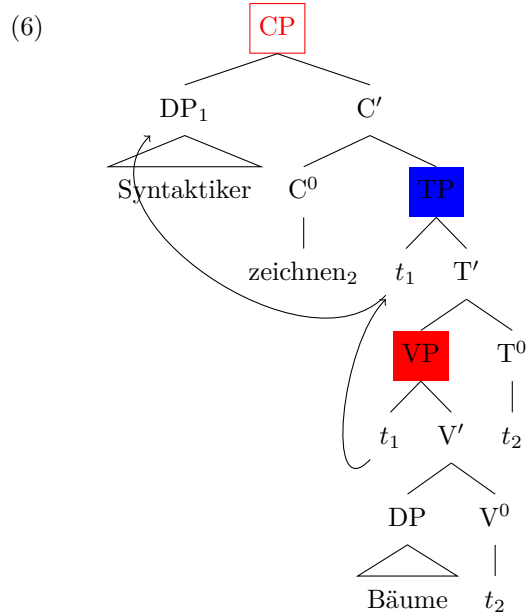 (6)
CP
DP₁ C′
Syntaktiker C⁰ TP
zeichnen₂ t₁ T′
VP T⁰
t₁ V′ t₂
DP V⁰
Bäume t₂